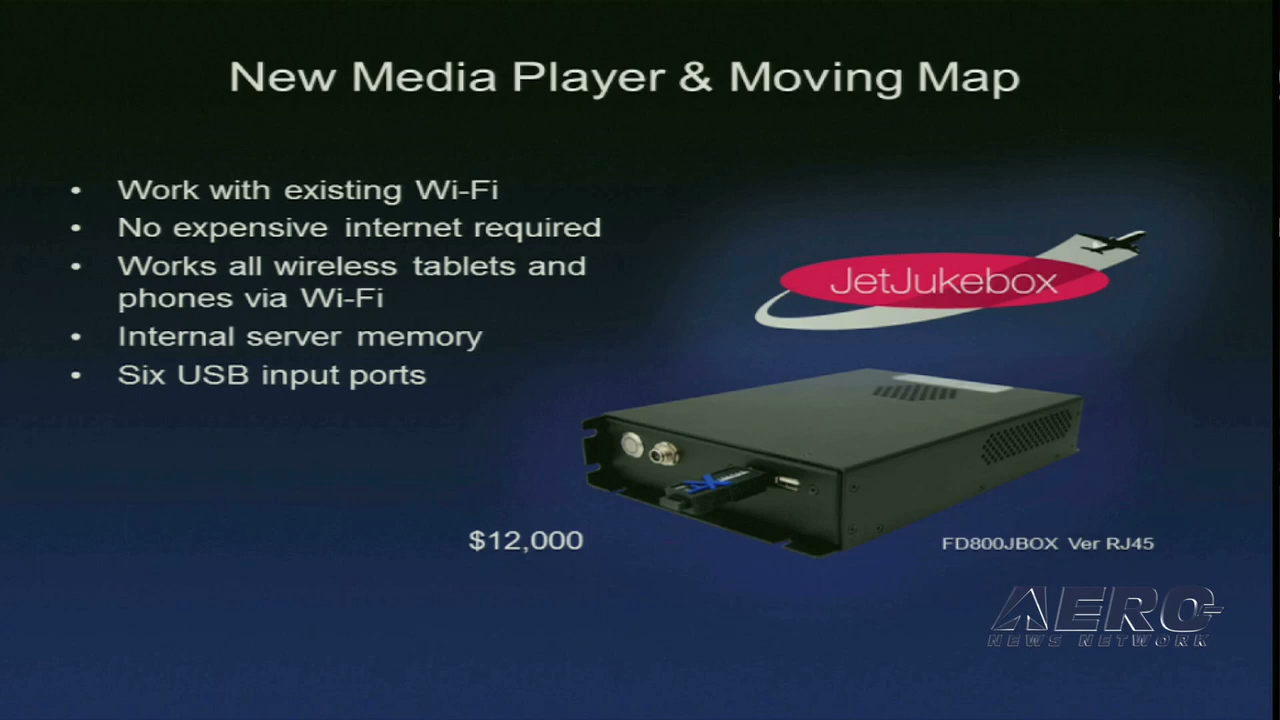 New Media Player & Moving Map
• Work with existing Wi-Fi
• No expensive internet required
• Works all wireless tablets and
phones via Wi-Fi
• Internal server memory
• Six USB input ports
JetJukebox
$12,000
FD800JBOX Ver RJ45
AERO
NEWS NETWORK